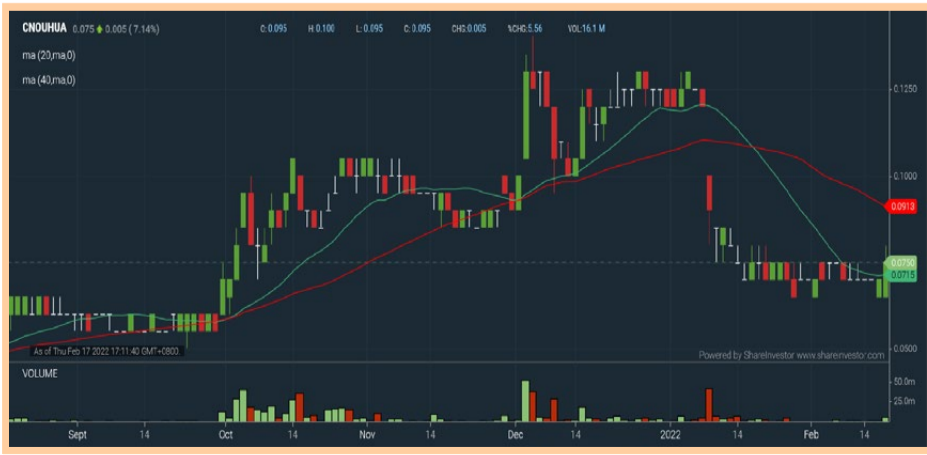 CNOUHUA 0.075 0.005 ( 7.14%) O: 0.095 H: 0.100 L: 0.095 C: 0.095 CHG:0.005 %CHG:5.56 VOL:16.1 M
ma (20,ma,0)
ma (40,ma,0)
0.1250
0.1000
0.0913
0.0750
0.0715
0.0500
As of Thu Feb 17 2022 17:11:40 GMT+0800.
Powered by ShareInvestor www.shareinvestor.com
VOLUME
50.0m
25.0m
Sept 14 Oct 14 Nov 14 Dec 14 2022 14 Feb 14